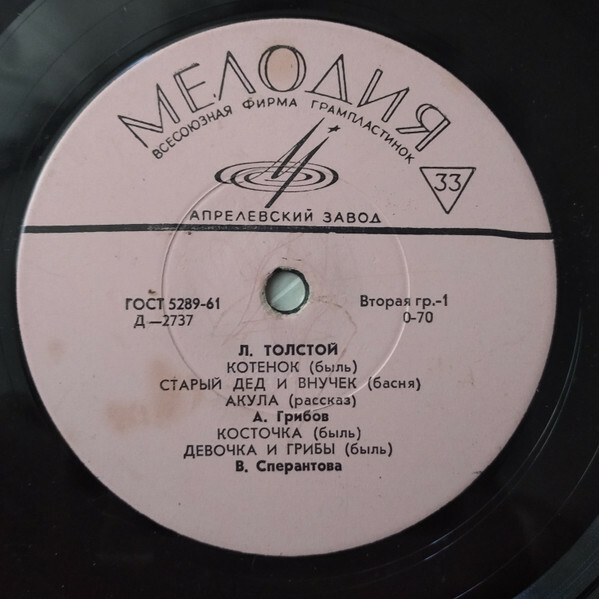 МЕЛОДИЯ
ВСЕСОЮЗНАЯ ФИРМА ГРАМПЛАСТИНОК
33
АПРЕЛЕВСКИЙ ЗАВОД
ГОСТ 5289-61 Вторая гр.-1
Д—2737 0-70
Л. ТОЛСТОЙ
КОТЕНОК (быль)
СТАРЫЙ ДЕД И ВНУЧЕК (басня)
АКУЛА (рассказ)
А. Грибов
КОСТОЧКА (быль)
ДЕВОЧКА И ГРИБЫ (быль)
В. Сперантова